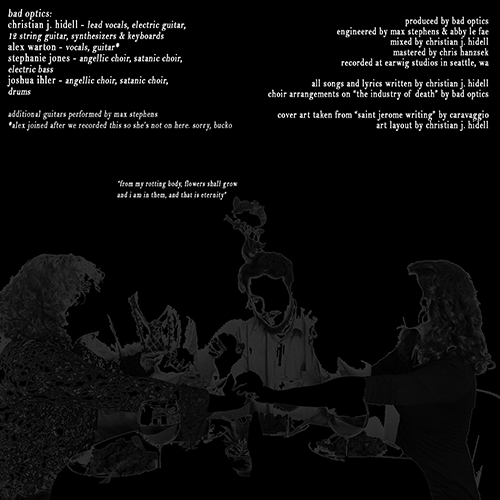 bad optics:
christian j. hidell - lead vocals, electric guitar,
12 string guitar, synthesizers & keyboards
alex warton - vocals, guitar*
stephanie jones - angellic choir, satanic choir,
electric bass
joshua ihler - angellic choir, satanic choir,
drums
additional guitars performed by max stephens
*alex joined after we recorded this so she's not on here. sorry, bucko
produced by bad optics
engineered by max stephens & abby le fae
mixed by christian j. hidell
mastered by chris hanzsek
recorded at earwig studios in seattle, wa
all songs and lyrics written by christian j. hidell
choir arrangements on "the industry of death" by bad optics
cover art taken from "saint jerome writing" by caravaggio
art layout by christian j. hidell
"from my rotting body, flowers shall grow
and i am in them, and that is eternity"